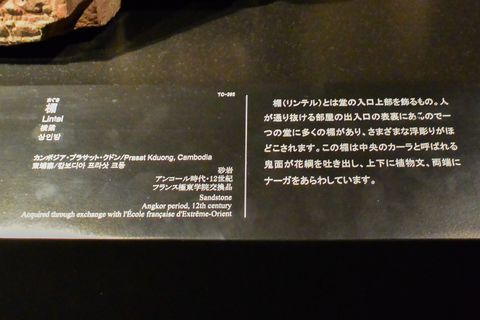 TC-395
まぐさ
楣
Lintel
横梁
상인방
カンボジア・プラサット・クドン/Prasat Kduong, Cambodia
柬埔寨/캄보디아 프라삿 크동
砂岩
アンコール時代・12世紀
フランス極東学院交換品
Sandstone
Angkor period, 12th century
Acquired through exchange with l'École française d'Extrême-Orient
楣(リンテル)とは堂の入口上部を飾るもの。人
が通り抜ける部屋の出入口の表裏にあるので一
つの堂に多くの楣があり、さまざまな浮彫りがほ
どこされます。この楣は中央のカーラと呼ばれる
鬼面が花綱を吐き出し、上下に植物文、両端に
ナーガをあらわしています。